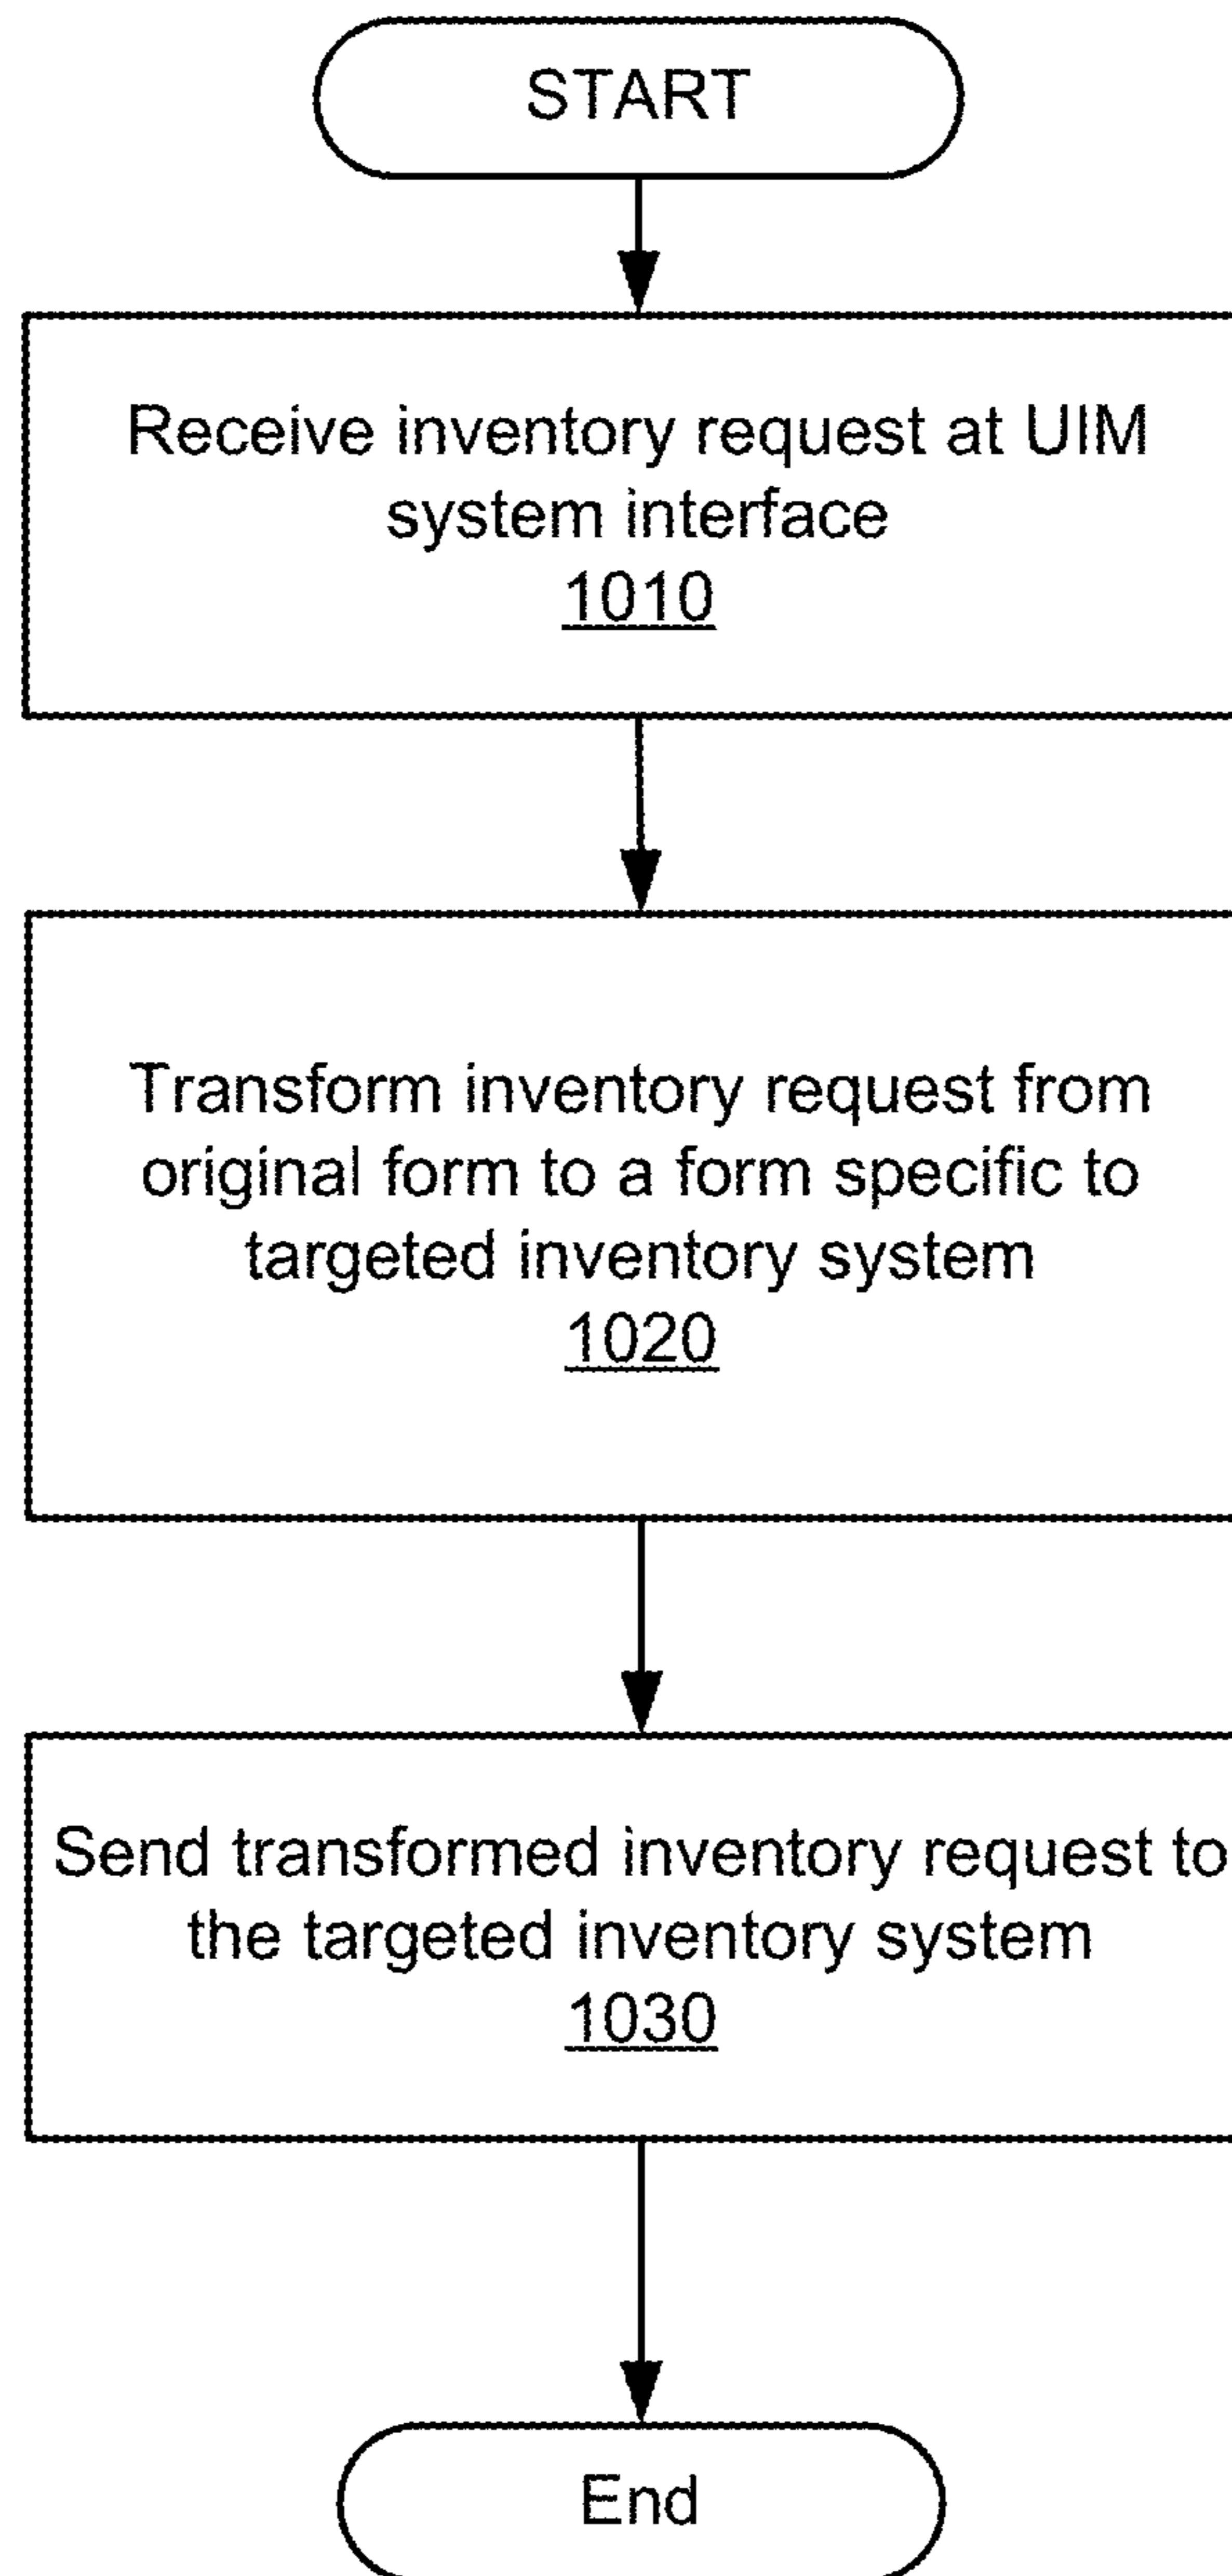 START
Receive inventory request at UIM
system interface
1010
Transform inventory request from
original form to a form specific to
targeted inventory system
1020
Send transformed inventory request to
the targeted inventory system
1030
End